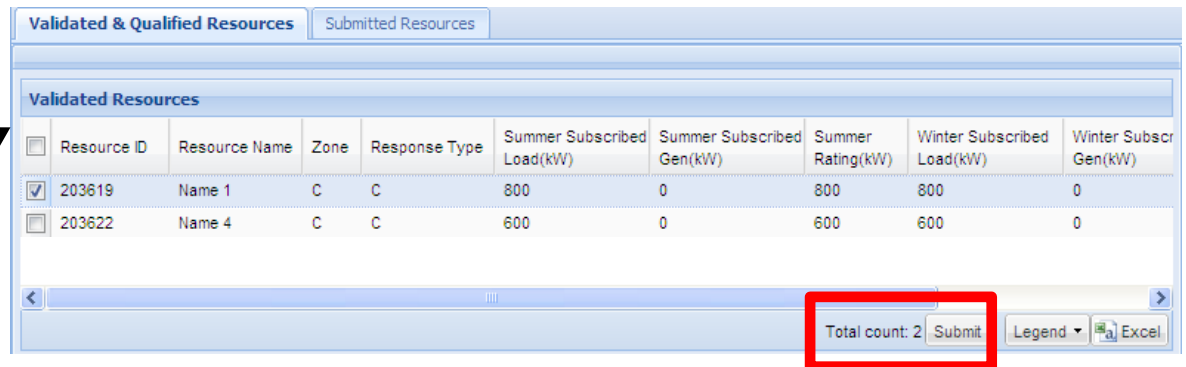 Validated & Qualified Resources Submitted Resources
Validated Resources
Resource ID Resource Name Zone Response Type Summer Subscribed Load(kW) Summer Subscribed Gen(kW) Summer Rating(kW) Winter Subscribed Load(kW) Winter Subscr Gen(kW)
203619 Name 1 C C 800 0 800 800 0
203622 Name 4 C C 600 0 600 600 0
Total count: 2 Submit Legend Excel